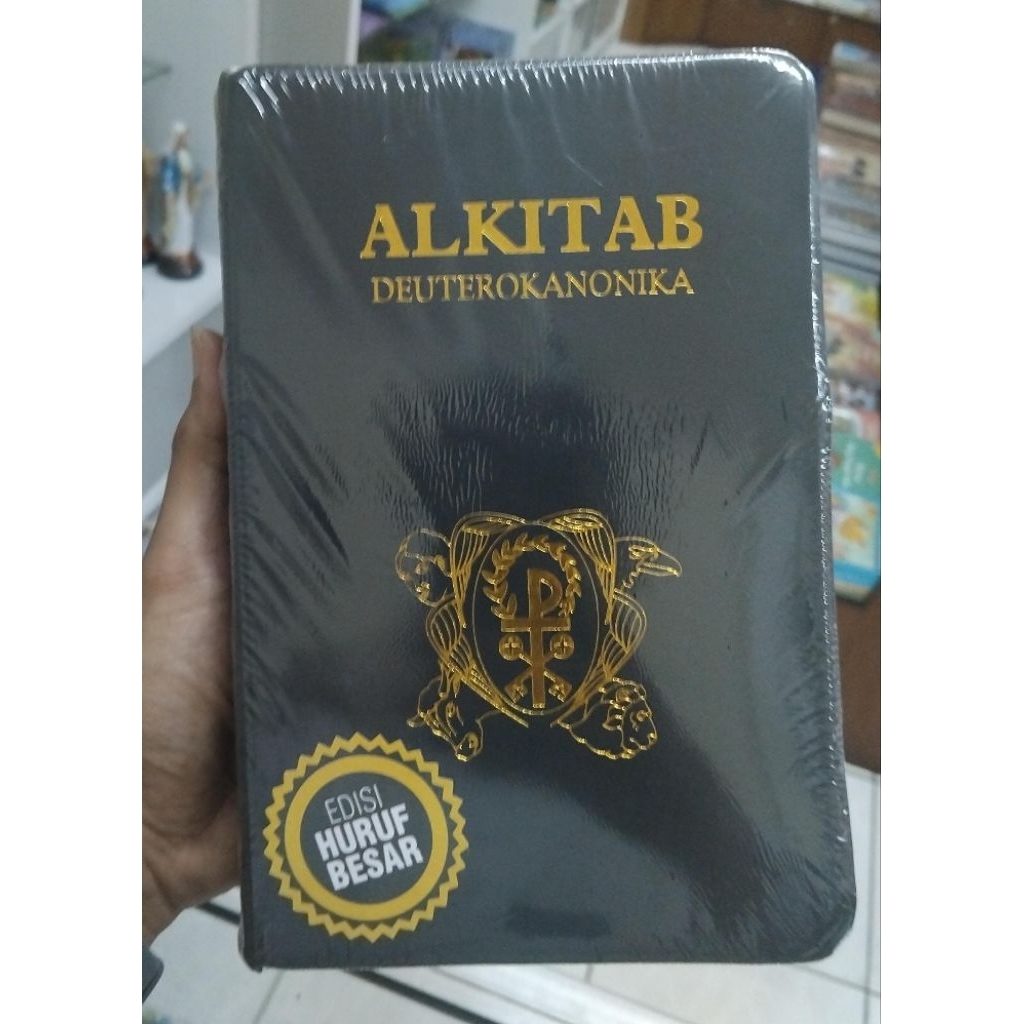 ALKITAB
DEUTEROKANONIKA
EDISI
HURUF
BESAR